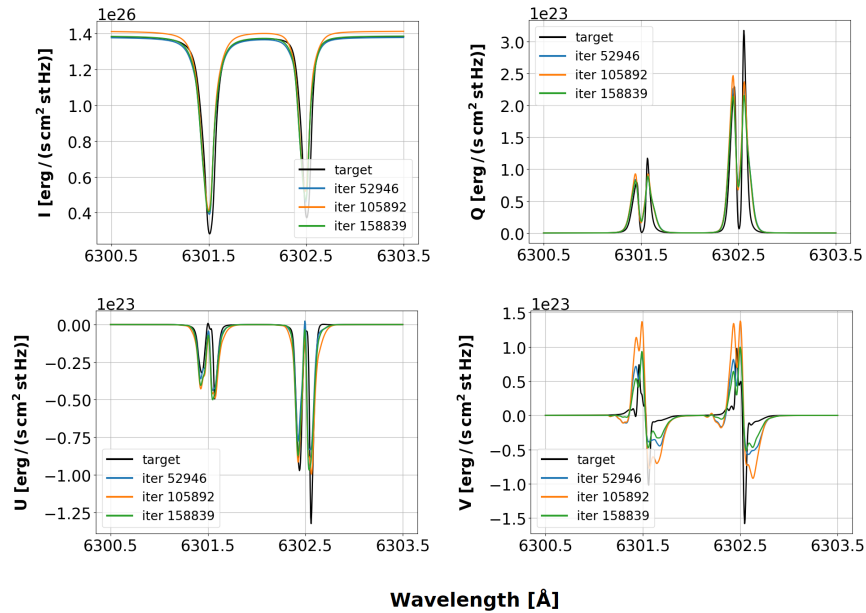 1e26
I [erg / (s cm² st Hz)]
1.4
1.2
1.0
0.8
0.6
0.4
target
iter 52946
iter 105892
iter 158839
6300.5
6301.5
6302.5
6303.5
1e23
Q [erg / (s cm² st Hz)]
3.0
2.5
2.0
1.5
1.0
0.5
0.0
target
iter 52946
iter 105892
iter 158839
6300.5
6301.5
6302.5
6303.5
1e23
U [erg / (s cm² st Hz)]
0.00
−0.25
−0.50
−0.75
−1.00
−1.25
target
iter 52946
iter 105892
iter 158839
6300.5
6301.5
6302.5
6303.5
1e23
V [erg / (s cm² st Hz)]
1.5
1.0
0.5
0.0
−0.5
−1.0
−1.5
target
iter 52946
iter 105892
iter 158839
6300.5
6301.5
6302.5
6303.5
Wavelength [Å]